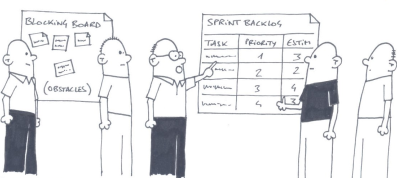 BLOCKING BOARD
(OBSTACLES)
SPRINT BACKLOG
TASK PRIORITY ESTIM
1 3
2 2
3 4
4 3